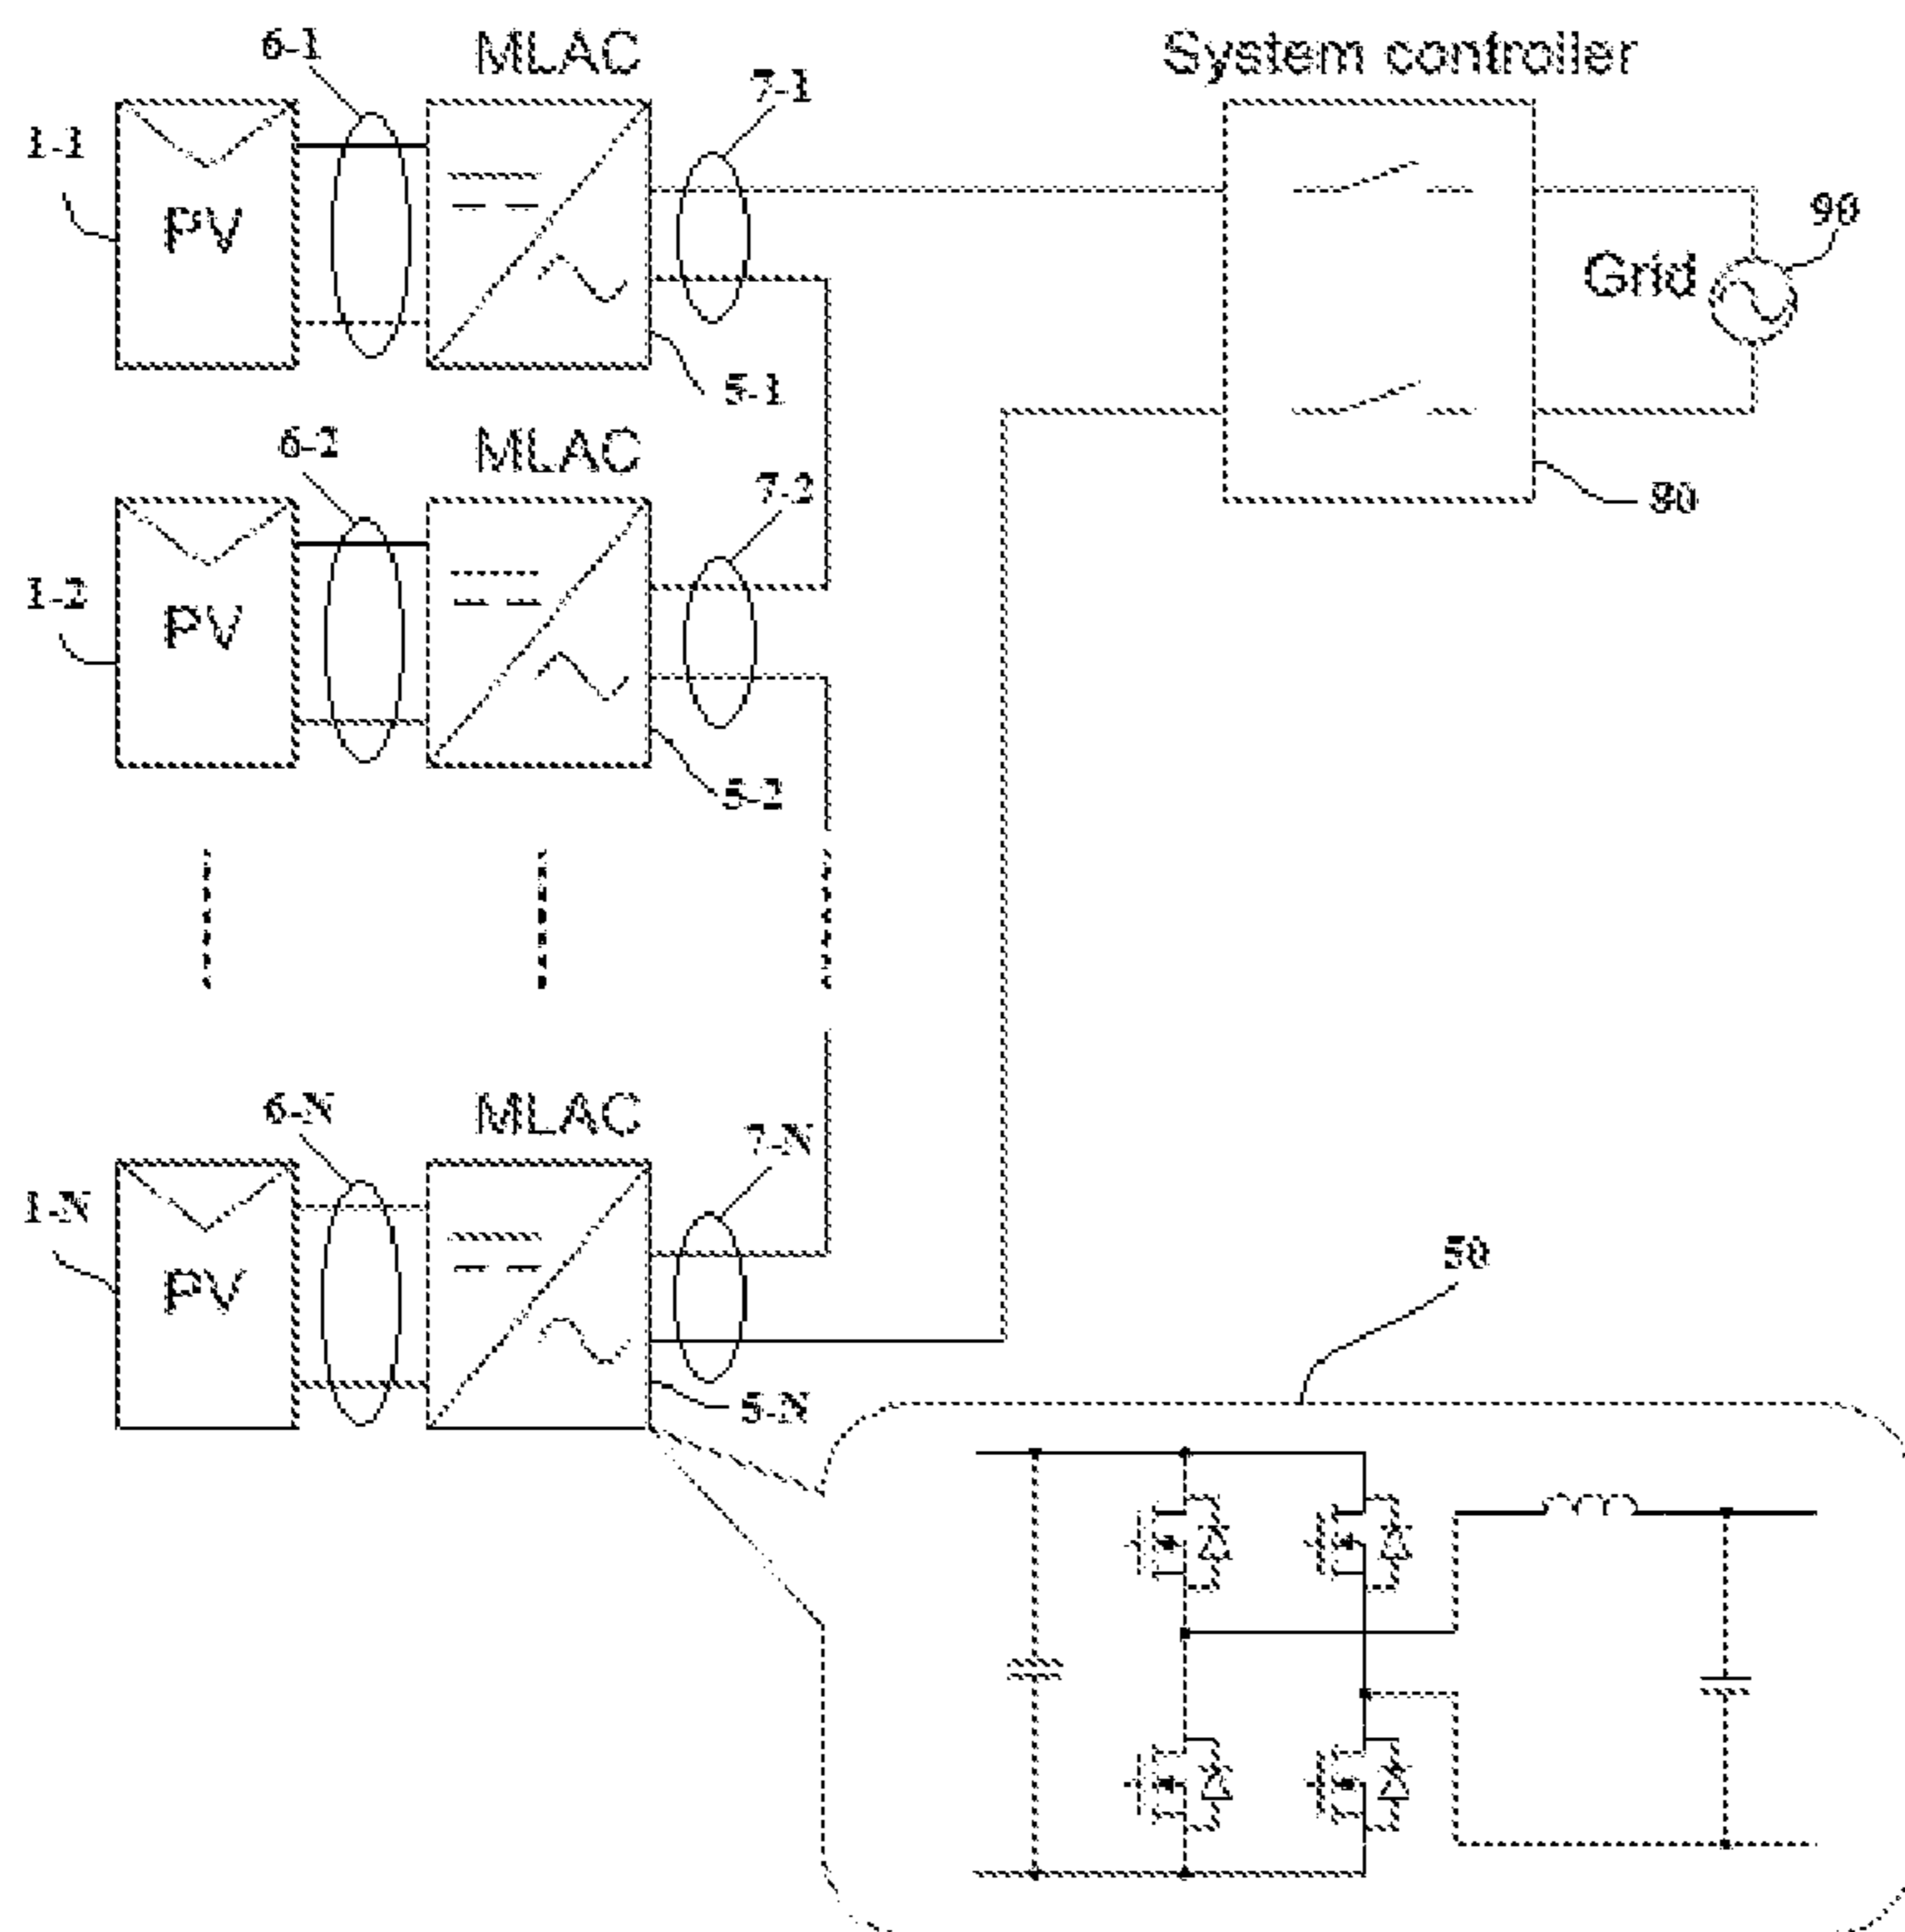 6-1
MLAC
7-1
System controller
1-1
PV
90
Grid
5-1
6-2
MLAC
7-2
80
1-2
PV
5-2
6-N
MLAC
7-N
1-N
PV
50
5-N